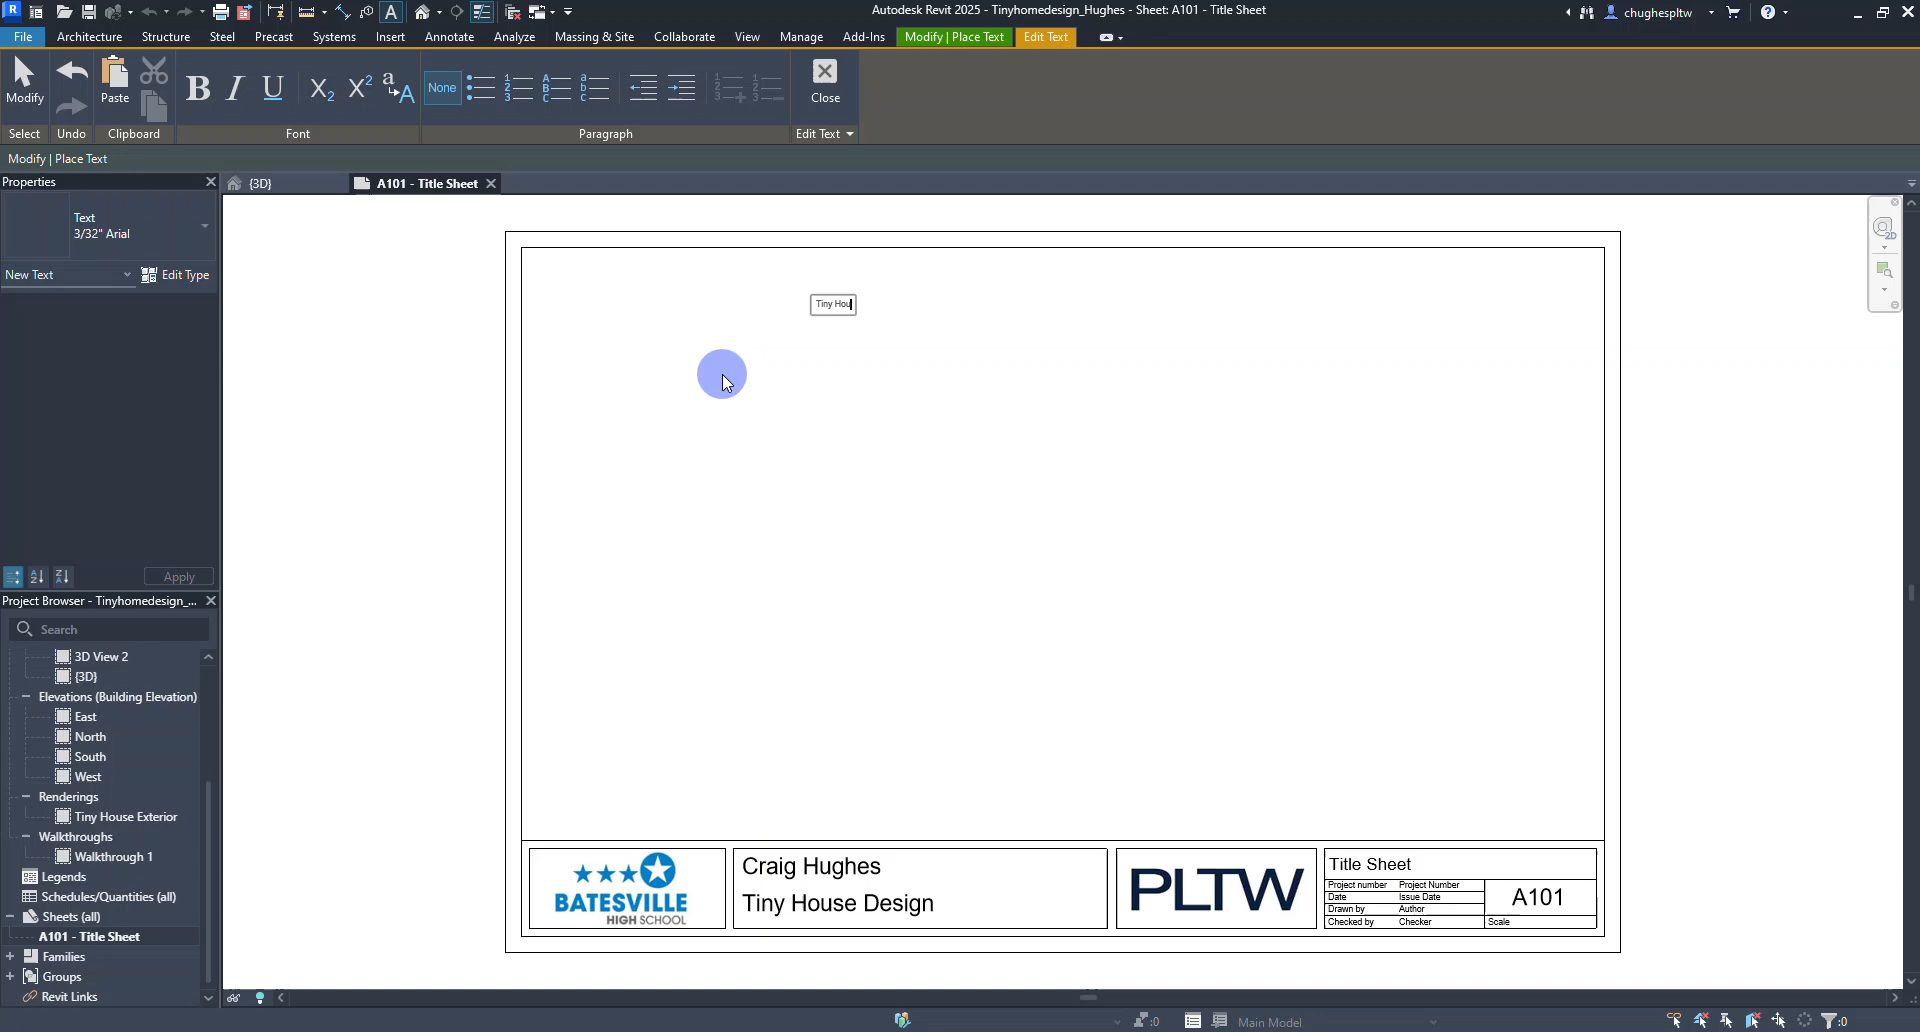 Autodesk Revit 2025 - Tinyhomedesign_Hughes - Sheet: A101 - Title Sheet
chughespltw
File Architecture Structure Steel Precast Systems Insert Annotate Analyze Massing & Site Collaborate View Manage Add-Ins Modify | Place Text Edit Text
Modify Paste None Close
Select Undo Clipboard Font Paragraph Edit Text
Modify | Place Text
Properties
{3D}
A101 - Title Sheet
Text
3/32" Arial
New Text
Edit Type
Tiny Hou
Apply
Project Browser - Tinyhomedesign_...
Search
3D View 2
{3D}
Elevations (Building Elevation)
East
North
South
West
Renderings
Tiny House Exterior
Walkthroughs
Walkthrough 1
Legends
Schedules/Quantities (all)
Sheets (all)
A101 - Title Sheet
Families
Groups
Revit Links
BATESVILLE
HIGH SCHOOL
Craig Hughes
Tiny House Design
PLTW
Title Sheet
Project number Project Number
Date Issue Date
Drawn by Author
Checked by Checker
A101
Scale
:0
Main Model
:0